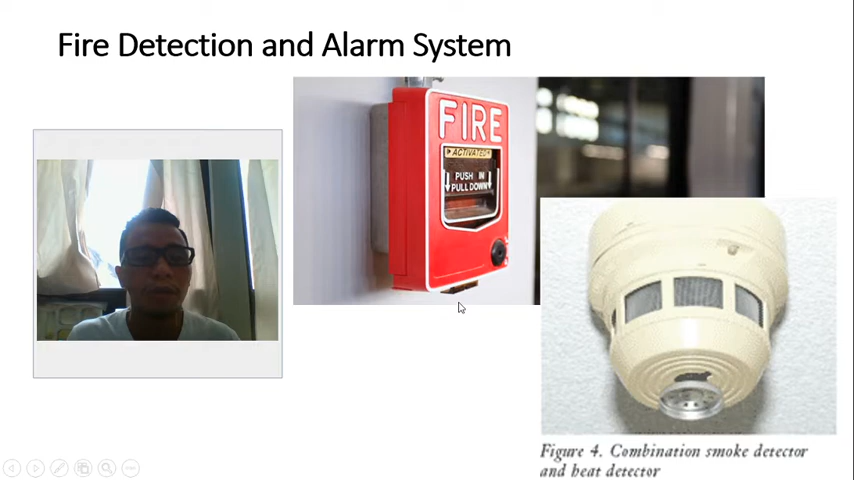 Fire Detection and Alarm System
FIRE
ACTIVATED
PUSH IN
PULL DOWN
Figure 4. Combination smoke detector
and heat detector